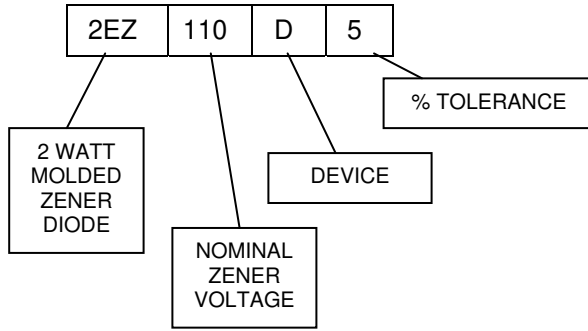 2EZ 110 D 5
% TOLERANCE
2 WATT
MOLDED
ZENER
DIODE
DEVICE
NOMINAL
ZENER
VOLTAGE